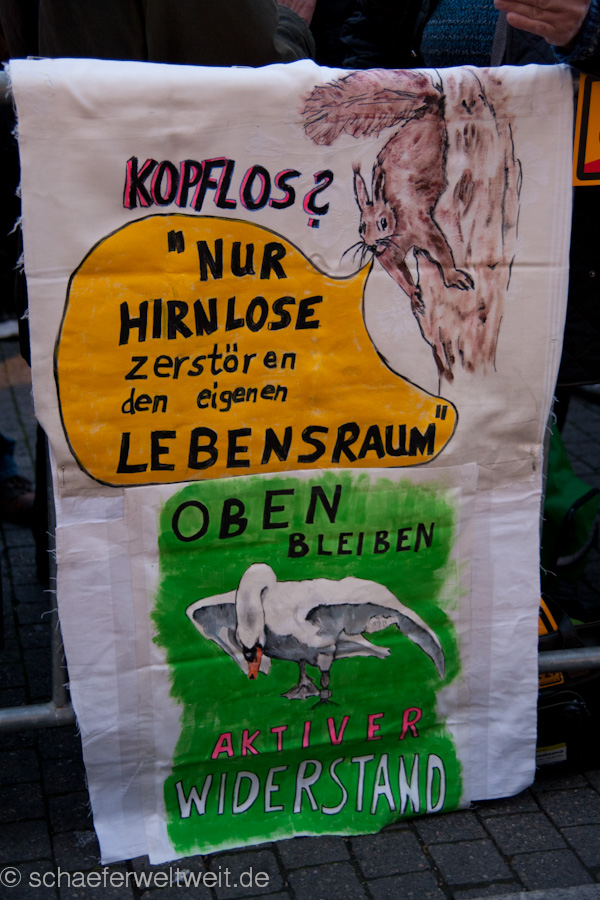 KOPFLOS?
"NUR
HIRNLOSE
zerstören
den eigenen
LEBENSRAUM"
OBEN
BLEIBEN
AKTIVER
WIDERSTAND
© schaeferweltweit.de